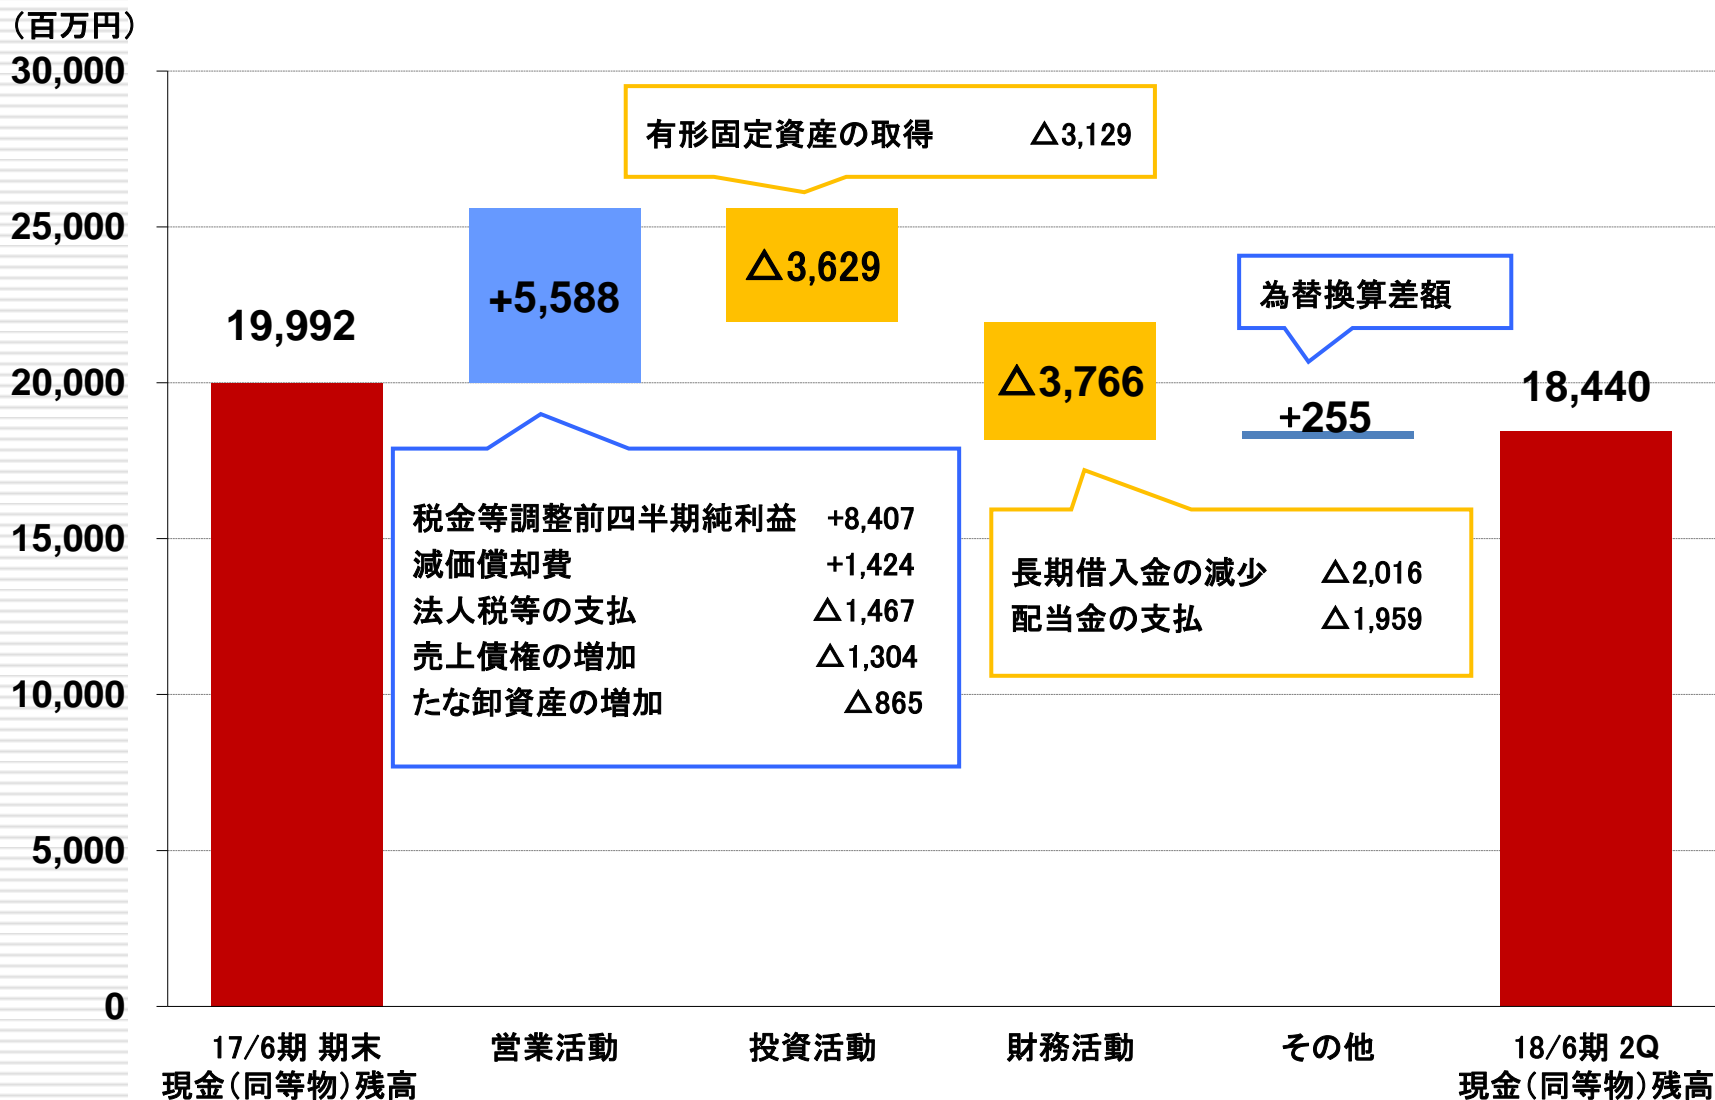 （百万円）
30,000
25,000
20,000
15,000
10,000
5,000
0
19,992
+5,588
△3,629
△3,766
+255
18,440
有形固定資産の取得 △3,129
為替換算差額
税金等調整前四半期純利益 +8,407
減価償却費 +1,424
法人税等の支払 △1,467
売上債権の増加 △1,304
たな卸資産の増加 △865
長期借入金の減少 △2,016
配当金の支払 △1,959
17/6期 期末
現金（同等物）残高
営業活動
投資活動
財務活動
その他
18/6期 2Q
現金（同等物）残高